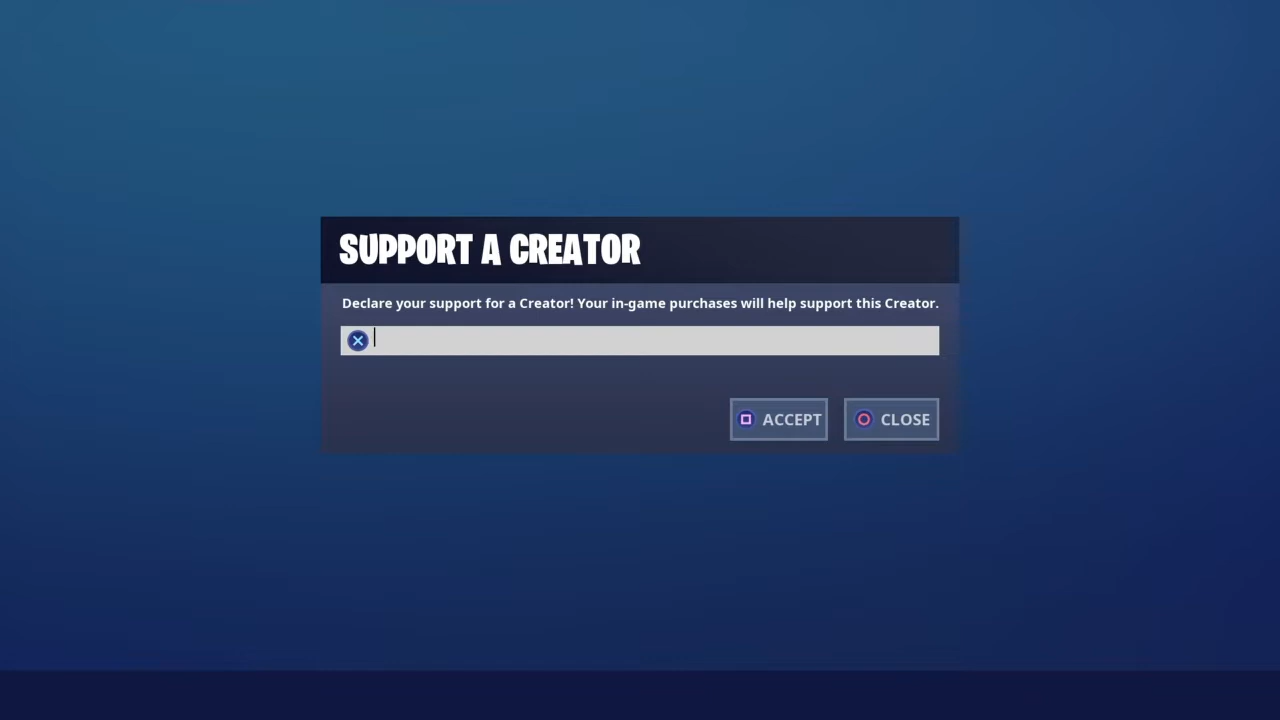 SUPPORT A CREATOR
Declare your support for a Creator! Your in-game purchases will help support this Creator.
ACCEPT
CLOSE